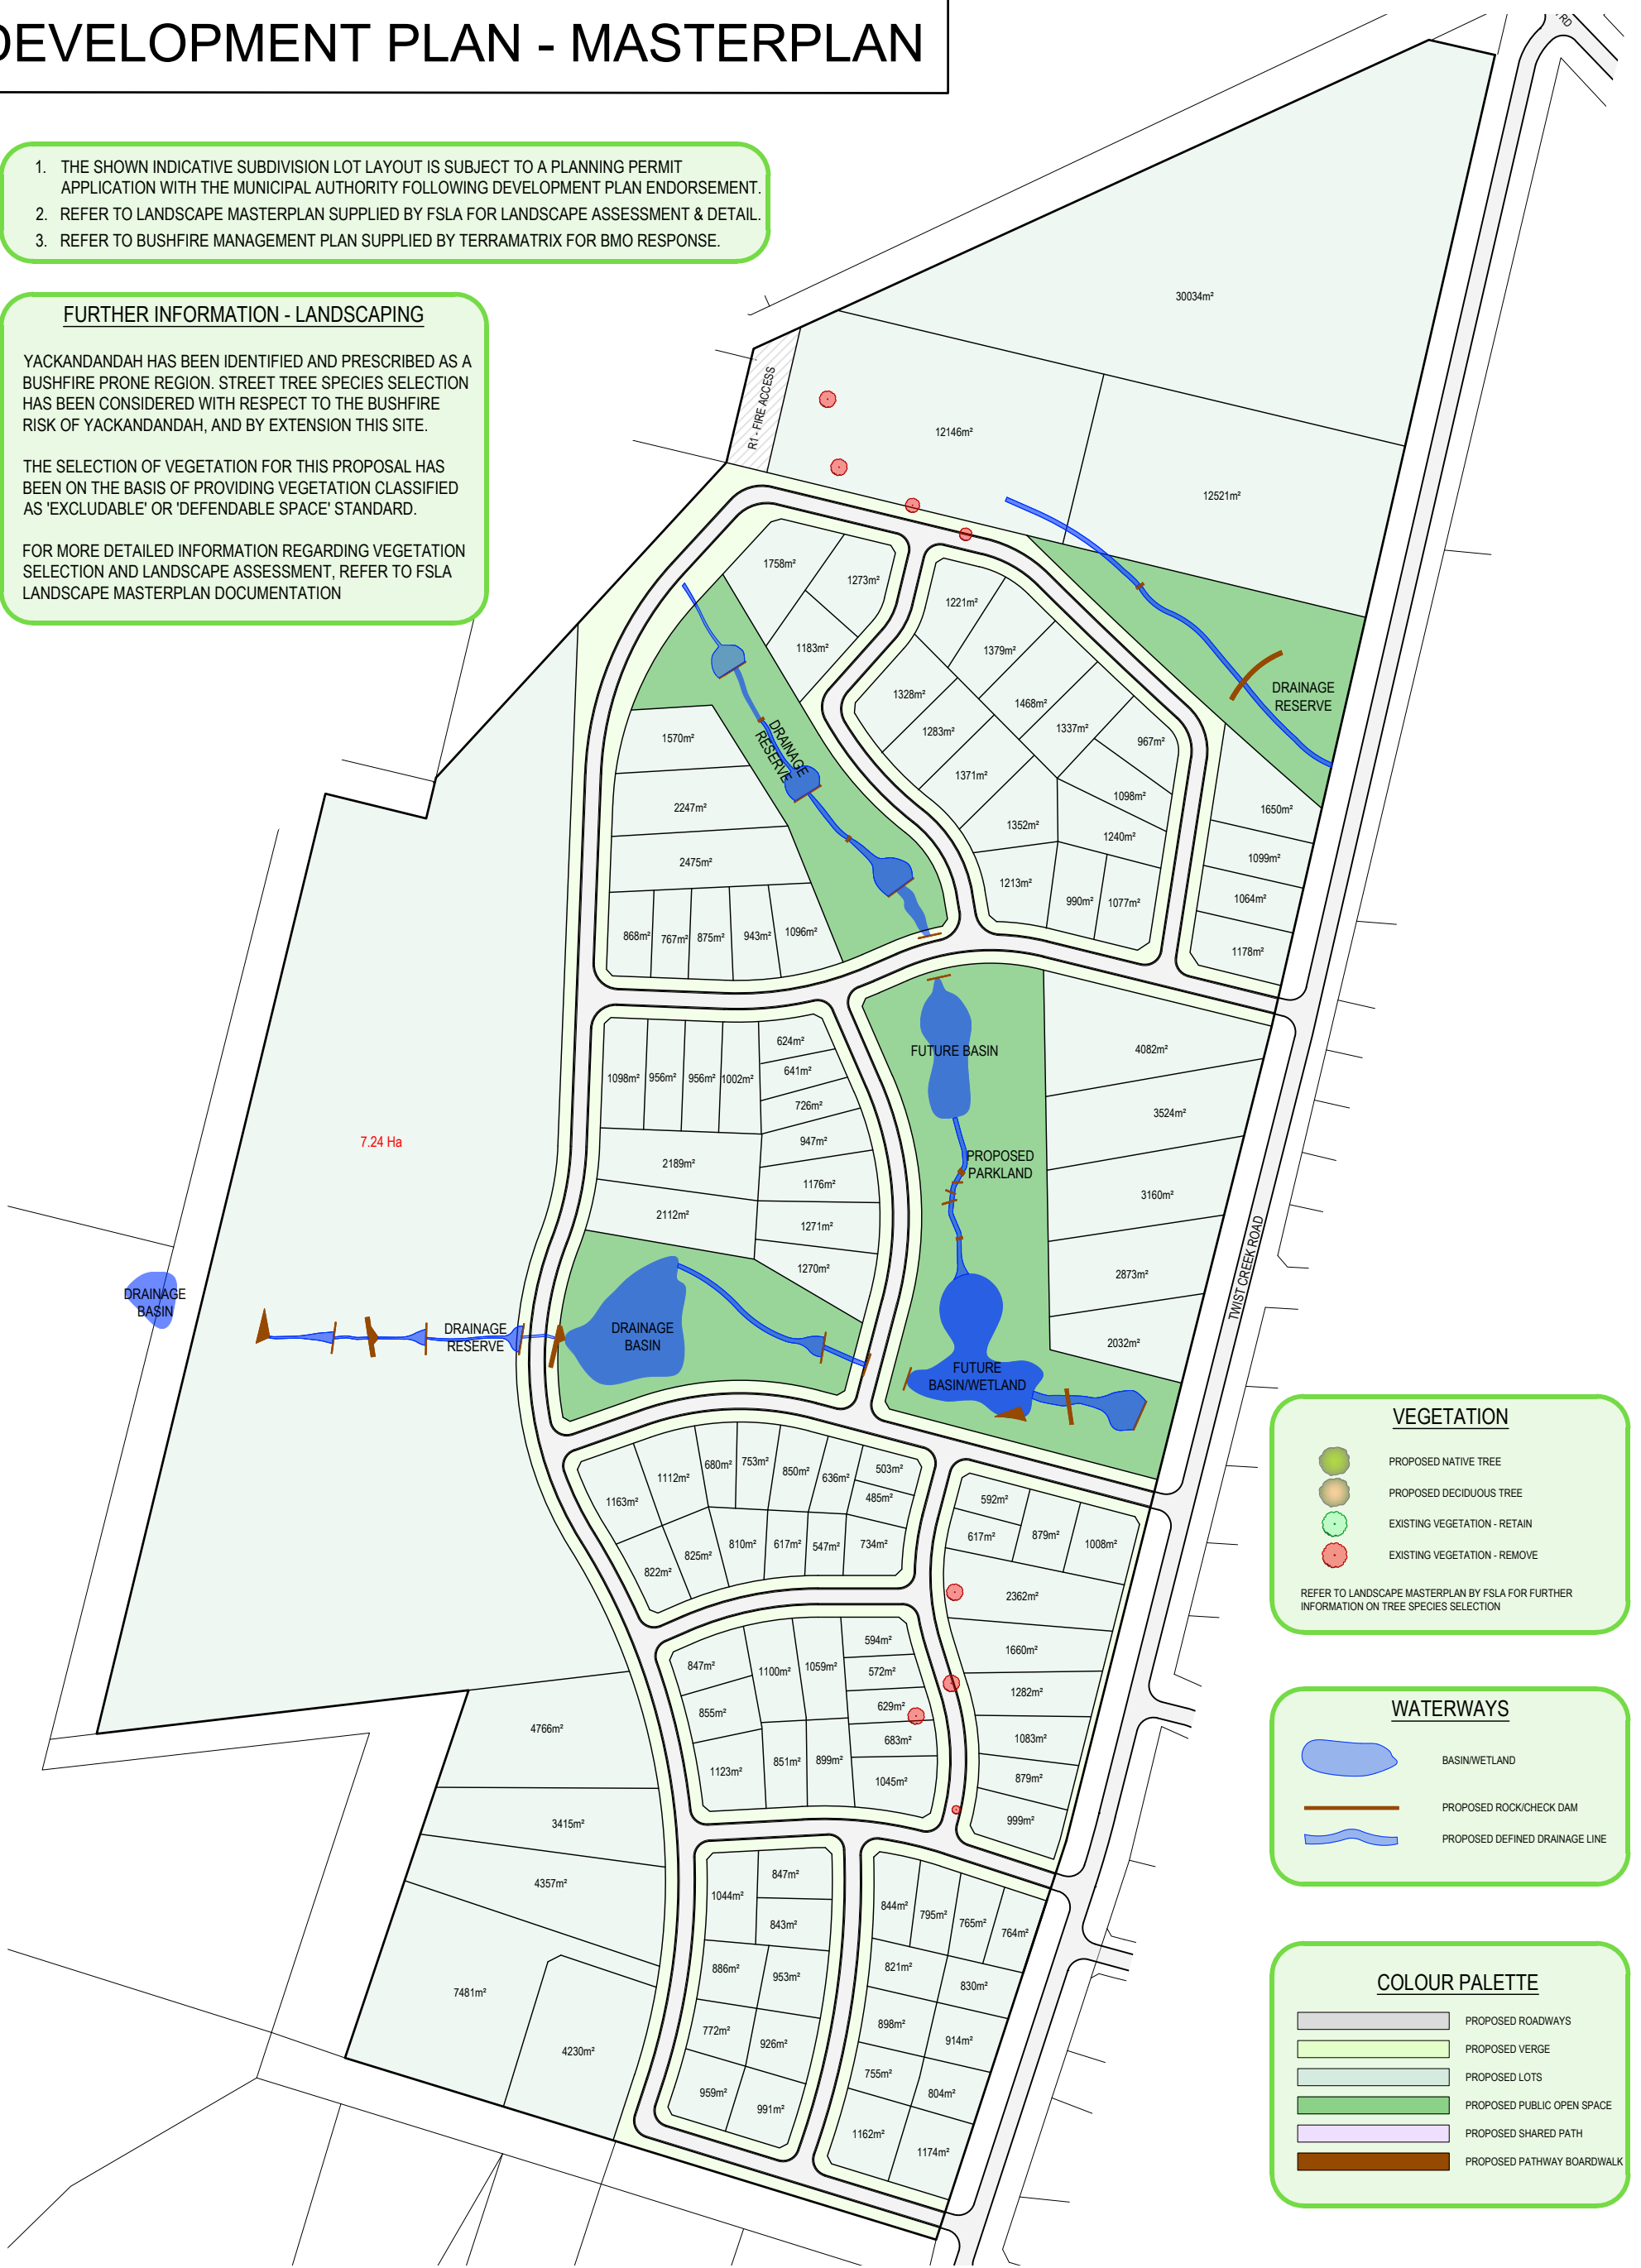 DEVELOPMENT PLAN - MASTERPLAN
1. THE SHOWN INDICATIVE SUBDIVISION LOT LAYOUT IS SUBJECT TO A PLANNING PERMIT
APPLICATION WITH THE MUNICIPAL AUTHORITY FOLLOWING DEVELOPMENT PLAN ENDORSEMENT.
2. REFER TO LANDSCAPE MASTERPLAN SUPPLIED BY FSLA FOR LANDSCAPE ASSESSMENT & DETAIL.
3. REFER TO BUSHFIRE MANAGEMENT PLAN SUPPLIED BY TERRAMATRIX FOR BMO RESPONSE.
FURTHER INFORMATION - LANDSCAPING
YACKANDANDAH HAS BEEN IDENTIFIED AND PRESCRIBED AS A
BUSHFIRE PRONE REGION. STREET TREE SPECIES SELECTION
HAS BEEN CONSIDERED WITH RESPECT TO THE BUSHFIRE
RISK OF YACKANDANDAH, AND BY EXTENSION THIS SITE.
THE SELECTION OF VEGETATION FOR THIS PROPOSAL HAS
BEEN ON THE BASIS OF PROVIDING VEGETATION CLASSIFIED
AS 'EXCLUDABLE' OR 'DEFENDABLE SPACE' STANDARD.
FOR MORE DETAILED INFORMATION REGARDING VEGETATION
SELECTION AND LANDSCAPE ASSESSMENT, REFER TO FSLA
LANDSCAPE MASTERPLAN DOCUMENTATION
RD
30034m²
R1 - FIRE ACCESS
12146m²
12521m²
1758m²
1273m²
1183m²
1221m²
1379m²
1328m²
1468m²
1283m²
1337m²
967m²
1371m²
1098m²
1352m²
1240m²
1213m²
990m²
1077m²
DRAINAGE
RESERVE
1650m²
1099m²
1064m²
1178m²
1570m²
DRAINAGE
RESERVE
2247m²
2475m²
868m²
767m²
875m²
943m²
1096m²
624m²
641m²
1098m²
956m²
956m²
1002m²
726m²
947m²
2189m²
1176m²
2112m²
1271m²
1270m²
FUTURE BASIN
PROPOSED
PARKLAND
4082m²
3524m²
3160m²
2873m²
2032m²
TWIST CREEK ROAD
7.24 Ha
DRAINAGE
BASIN
DRAINAGE
RESERVE
DRAINAGE
BASIN
FUTURE
BASIN/WETLAND
1163m²
1112m²
680m²
753m²
850m²
636m²
503m²
485m²
822m²
825m²
810m²
617m²
547m²
734m²
592m²
617m²
879m²
1008m²
2362m²
1660m²
1282m²
1083m²
879m²
999m²
847m²
1100m²
1059m²
594m²
572m²
629m²
855m²
683m²
1123m²
851m²
899m²
1045m²
4766m²
3415m²
4357m²
7481m²
4230m²
1044m²
847m²
843m²
886m²
953m²
772m²
926m²
959m²
991m²
844m²
795m²
765m²
764m²
821m²
830m²
898m²
914m²
755m²
804m²
1162m²
1174m²
VEGETATION
PROPOSED NATIVE TREE
PROPOSED DECIDUOUS TREE
EXISTING VEGETATION - RETAIN
EXISTING VEGETATION - REMOVE
REFER TO LANDSCAPE MASTERPLAN BY FSLA FOR FURTHER
INFORMATION ON TREE SPECIES SELECTION
WATERWAYS
BASIN/WETLAND
PROPOSED ROCK/CHECK DAM
PROPOSED DEFINED DRAINAGE LINE
COLOUR PALETTE
PROPOSED ROADWAYS
PROPOSED VERGE
PROPOSED LOTS
PROPOSED PUBLIC OPEN SPACE
PROPOSED SHARED PATH
PROPOSED PATHWAY BOARDWALK